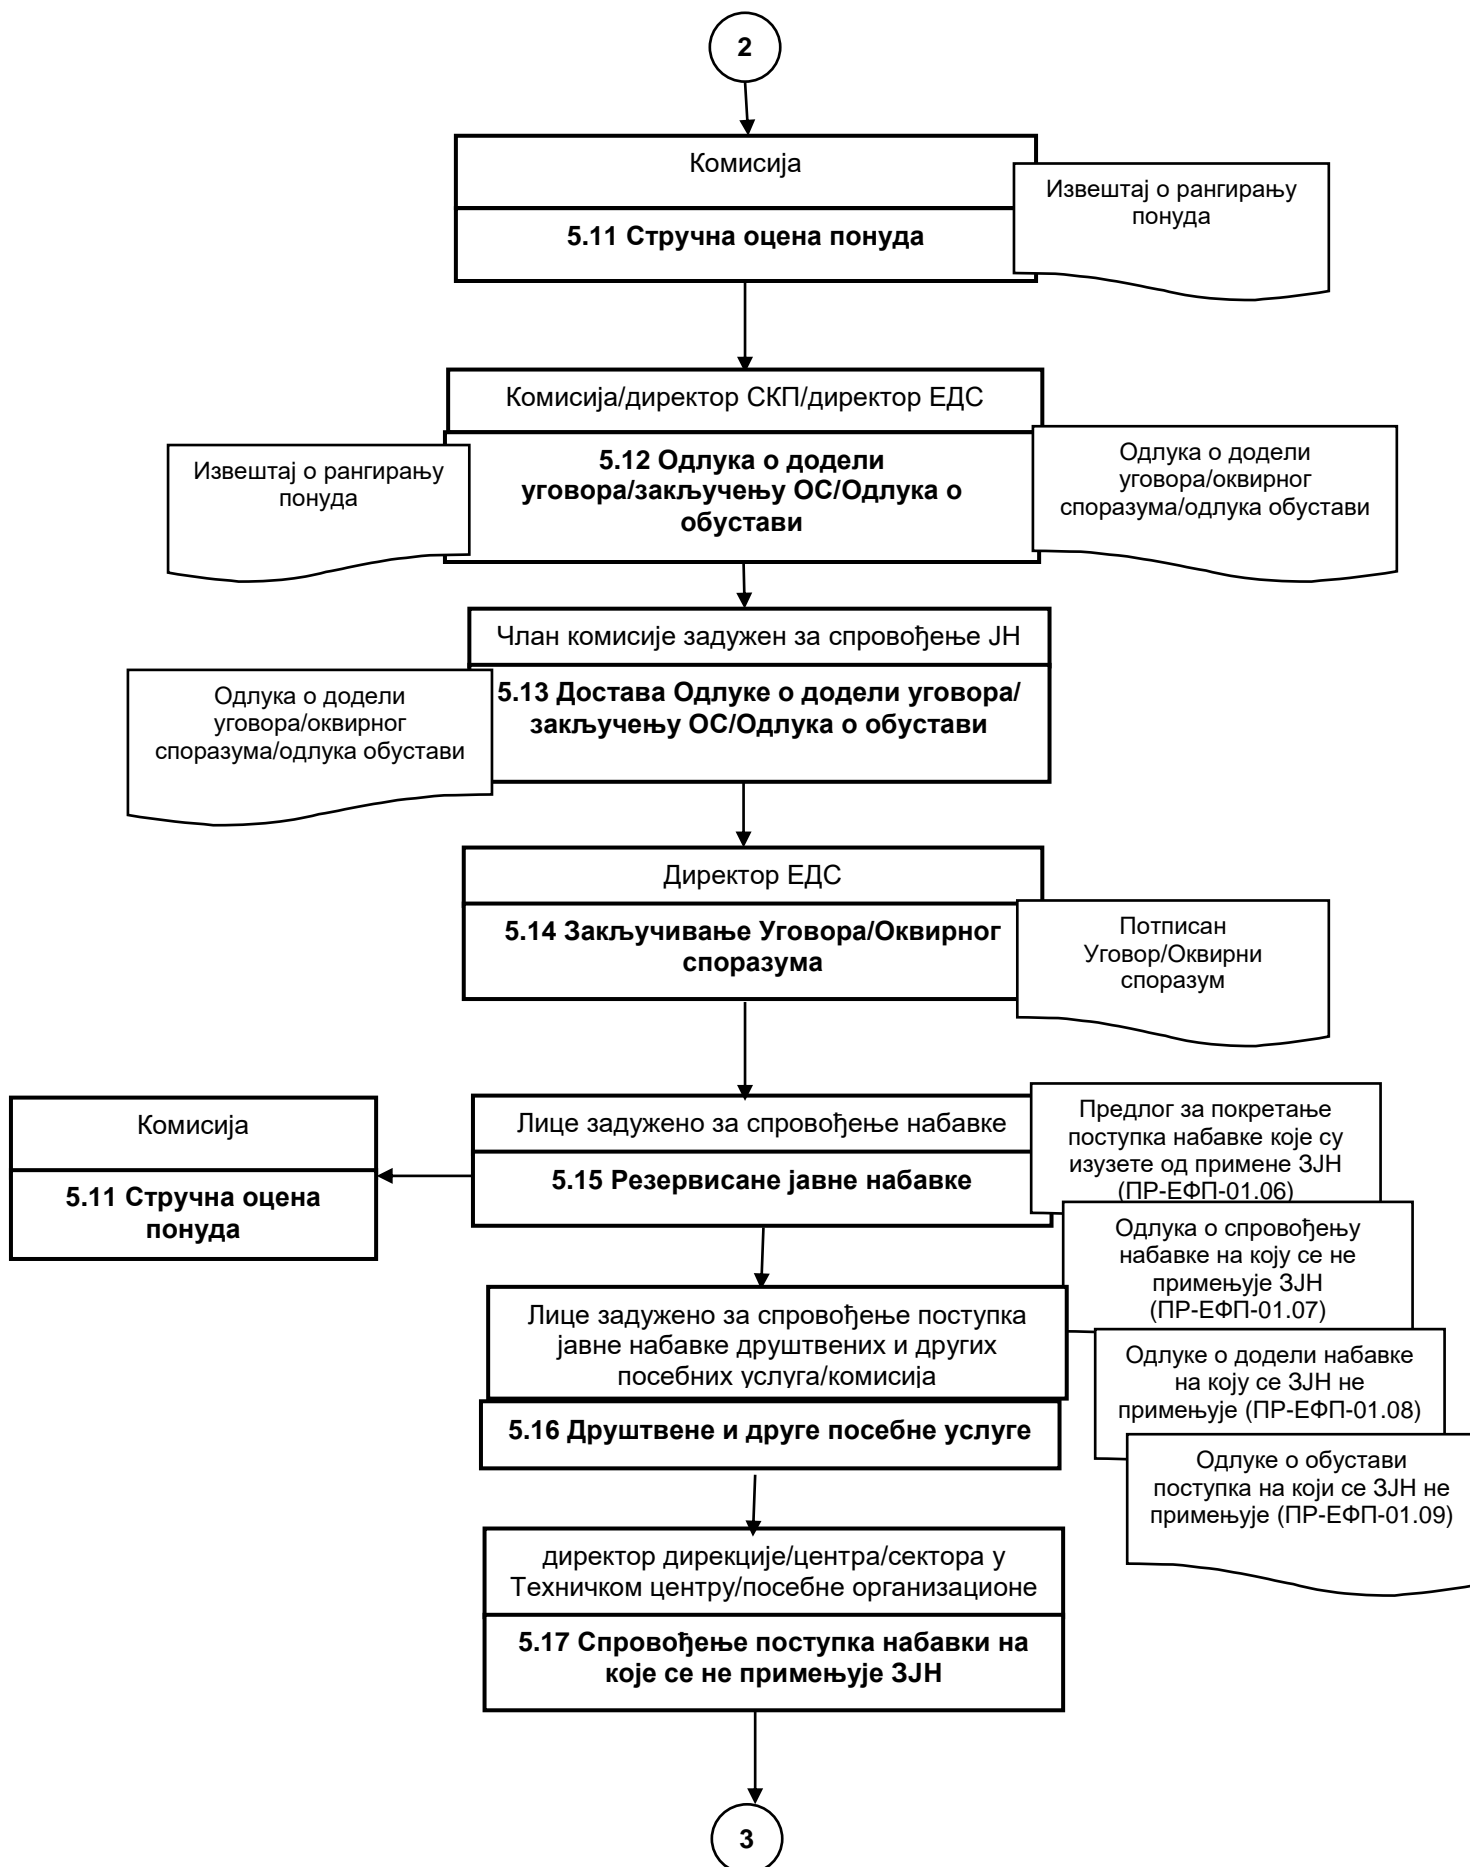 2
Комисија
5.11 Стручна оцена понуда
Извештај о рангирању
понуда
Комисија/директор СКП/директор ЕДС
5.12 Одлука о додели
уговора/закључењу ОС/Одлука о
обустави
Извештај о рангирању
понуда
Одлука о додели
уговора/оквирног
споразума/одлука обустави
Члан комисије задужен за спровођење ЈН
5.13 Достава Одлуке о додели уговора/
закључењу ОС/Одлука о обустави
Одлука о додели
уговора/оквирног
споразума/одлука обустави
Директор ЕДС
5.14 Закључивање Уговора/Оквирног
споразума
Потписан
Уговор/Оквирни
споразум
Комисија
5.11 Стручна оцена
понуда
Лице задужено за спровођење набавке
5.15 Резервисане јавне набавке
Предлог за покретање
поступка набавке које су
изузете од примене ЗЈН
(ПР-ЕФП-01.06)
Одлука о спровођењу
набавке на коју се не
примењује ЗЈН
(ПР-ЕФП-01.07)
Лице задужено за спровођење поступка
јавне набавке друштвених и других
посебних услуга/комисија
5.16 Друштвене и друге посебне услуге
Одлуке о додели набавке
на коју се ЗЈН не
примењује (ПР-ЕФП-01.08)
Одлуке о обустави
поступка на који се ЗЈН не
примењује (ПР-ЕФП-01.09)
директор дирекције/центра/сектора у
Техничком центру/посебне организационе
5.17 Спровођење поступка набавки на
које се не примењује ЗЈН
3